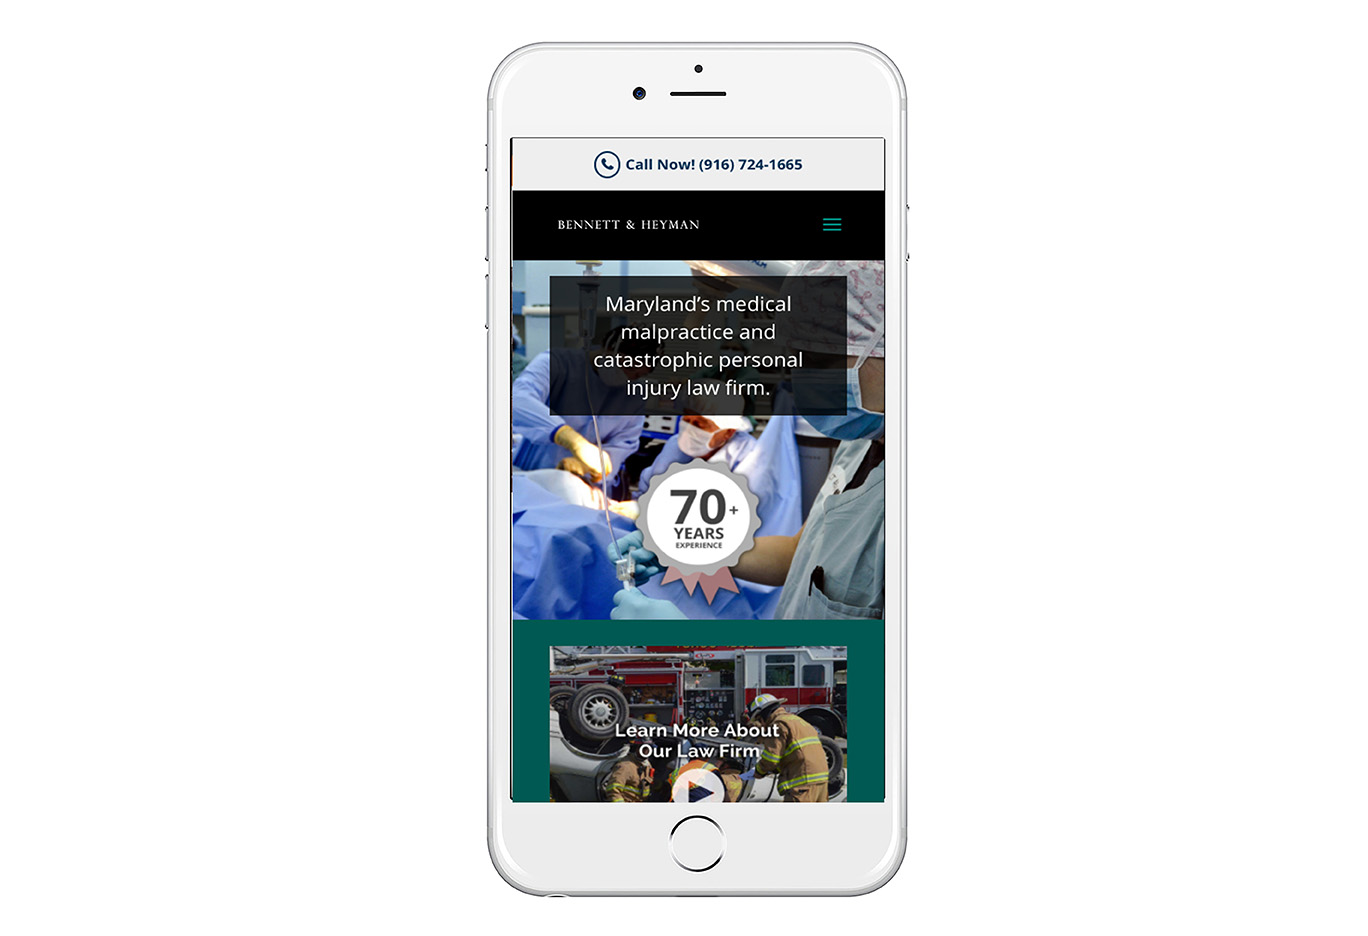 Call Now! (916) 724-1665
BENNETT & HEYMAN
Maryland’s medical
malpractice and
catastrophic personal
injury law firm.
70+
YEARS
EXPERIENCE
Learn More About
Our Law Firm